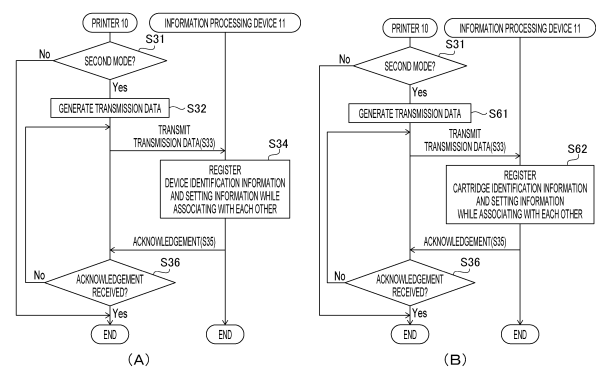 PRINTER 10
INFORMATION PROCESSING DEVICE 11
S31
No
SECOND MODE?
Yes
GENERATE TRANSMISSION DATA
S32
TRANSMIT
TRANSMISSION DATA(S33)
S34
REGISTER
DEVICE IDENTIFICATION INFORMATION
AND SETTING INFORMATION WHILE
ASSOCIATING WITH EACH OTHER
ACKNOWLEDGEMENT(S35)
S36
No
ACKNOWLEDGEMENT
RECEIVED?
Yes
END
END
(A)
PRINTER 10
INFORMATION PROCESSING DEVICE 11
S31
No
SECOND MODE?
Yes
GENERATE TRANSMISSION DATA
S61
TRANSMIT
TRANSMISSION DATA(S33)
S62
REGISTER
CARTRIDGE IDENTIFICATION INFORMATION
AND SETTING INFORMATION
WHILE ASSOCIATING WITH EACH OTHER
ACKNOWLEDGEMENT(S35)
S36
No
ACKNOWLEDGEMENT
RECEIVED?
Yes
END
END
(B)